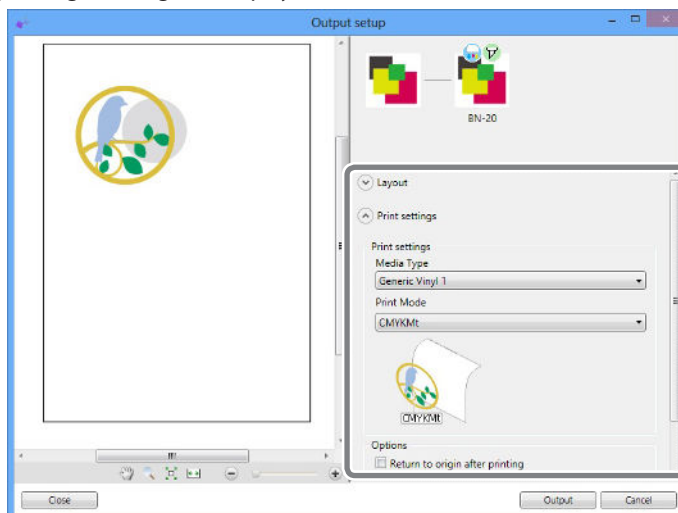 Output setup
BN-20
Layout
Print settings
Print settings
Media Type
Generic Vinyl 1
Print Mode
CMYKMt
CMYKMt
Options
Return to origin after printing
Close
Output
Cancel